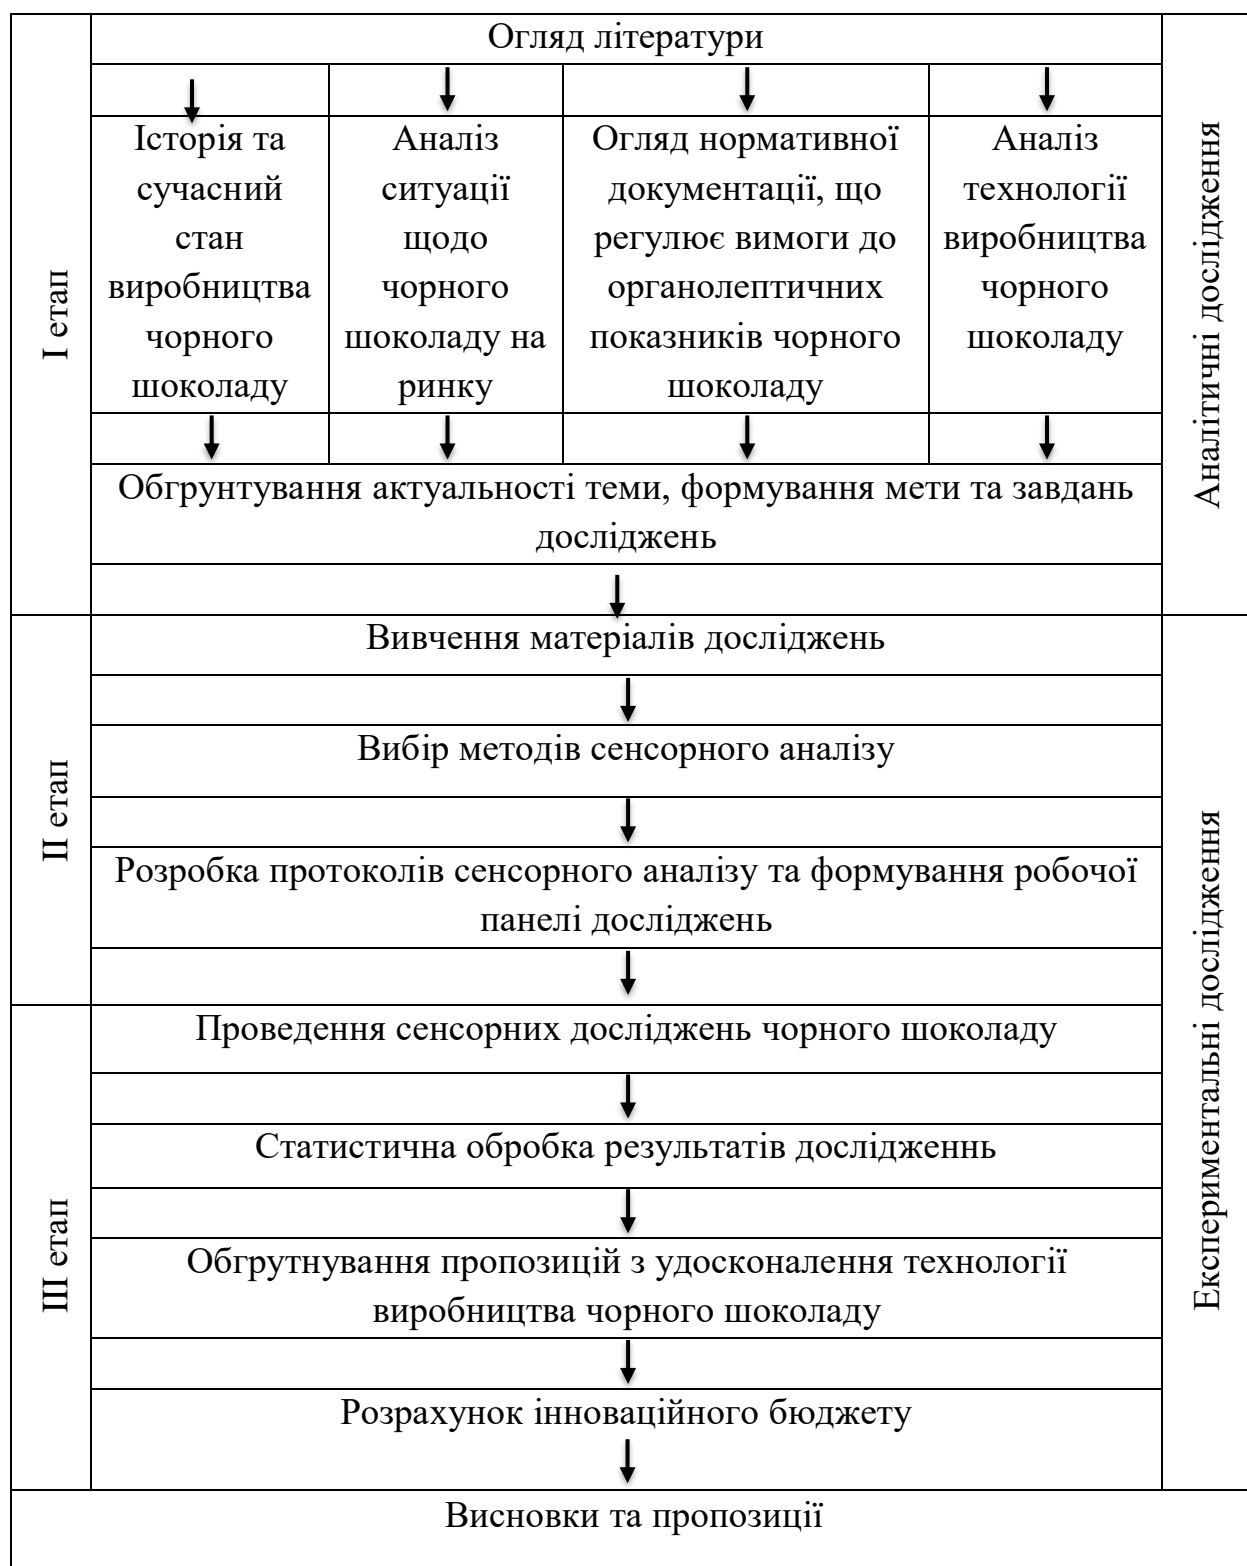 Огляд літератури
І етап
Історія та
сучасний
стан
виробництва
чорного
шоколаду
Аналіз
ситуації
щодо
чорного
шоколаду на
ринку
Огляд нормативної
документації, що
регулює вимоги до
органолептичних
показників чорного
шоколаду
Аналіз
технології
виробництва
чорного
шоколаду
Аналітичні дослідження
Обгрунтування актуальності теми, формування мети та завдань
досліджень
ІІ етап
Вивчення матеріалів досліджень
Вибір методів сенсорного аналізу
Розробка протоколів сенсорного аналізу та формування робочої
панелі досліджень
Експериментальні дослідження
ІІІ етап
Проведення сенсорних досліджень чорного шоколаду
Статистична обробка результатів дослідженнь
Обгрутнування пропозицій з удосконалення технології
виробництва чорного шоколаду
Розрахунок інноваційного бюджету
Висновки та пропозиції